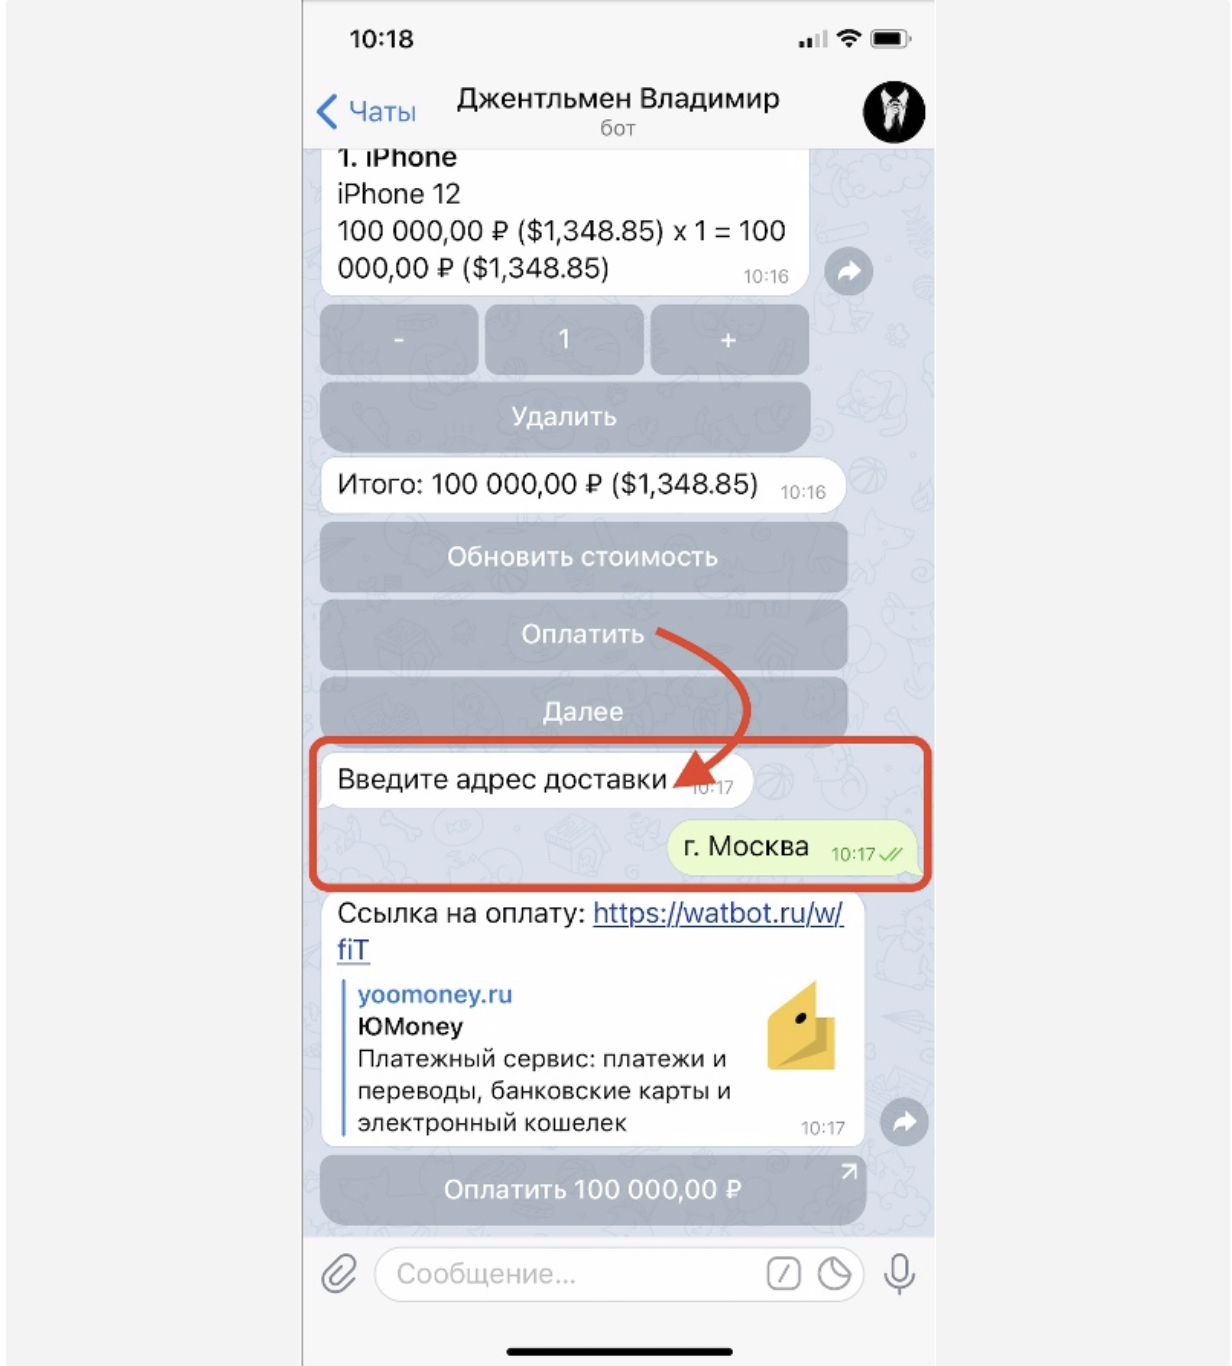 10:18
Чаты
Джентльмен Владимир
бот
1. iPhone
iPhone 12
100 000,00 ₽ ($1,348.85) x 1 = 100
000,00 ₽ ($1,348.85)
10:16
- 1 +
Удалить
Итого: 100 000,00 ₽ ($1,348.85) 10:16
Обновить стоимость
Оплатить
Далее
Введите адрес доставки 10:17
г. Москва 10:17
Ссылка на оплату: https://watbot.ru/w/
fiT
yoomoney.ru
ЮMoney
Платежный сервис: платежи и
переводы, банковские карты и
электронный кошелек
10:17
Оплатить 100 000,00 ₽
Сообщение...